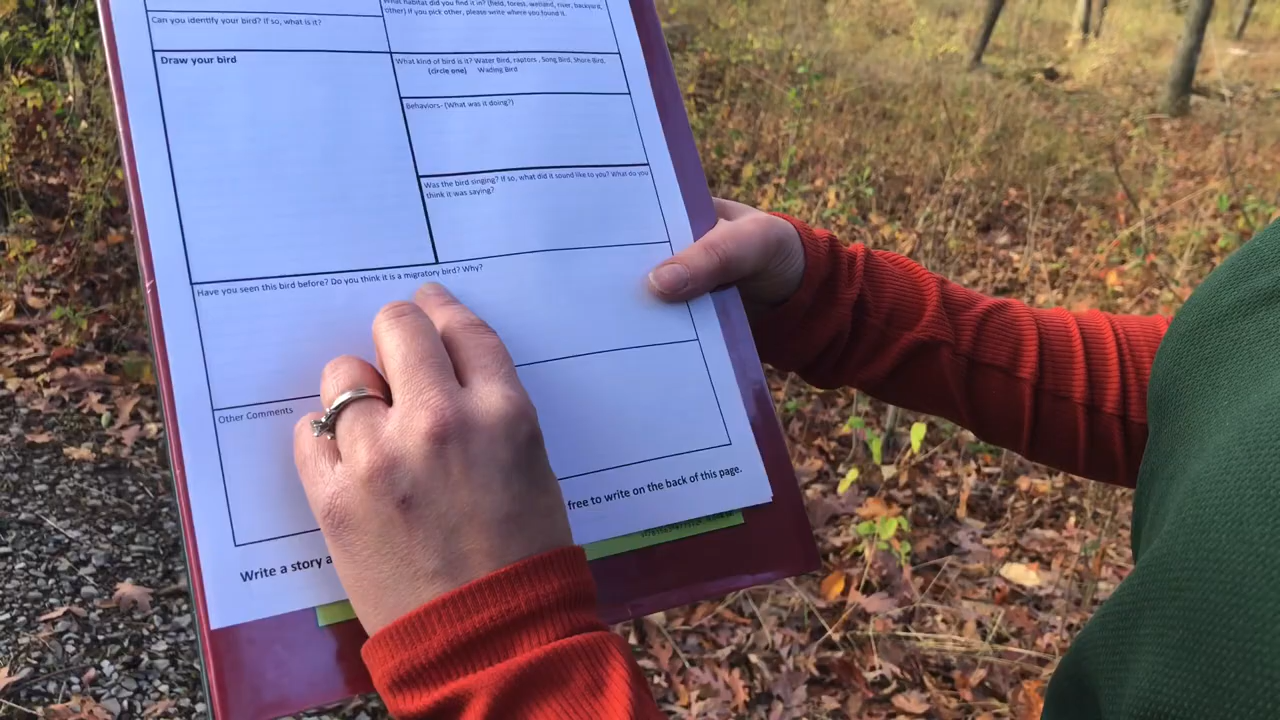 Can you identify your bird? If so, what is it?
What habitat did you find it in? (field, forest, wetland, river, backyard,
other) If you pick other, please write where you found it.
Draw your bird
What kind of bird is it? Water Bird, raptors , Song Bird, Shore Bird,
(circle one) Wading Bird
Behaviors- (What was it doing?)
Was the bird singing? If so, what did it sound like to you? What do you
think it was saying?
Have you seen this bird before? Do you think it is a migratory bird? Why?
Other Comments
Write a story a
free to write on the back of this page.